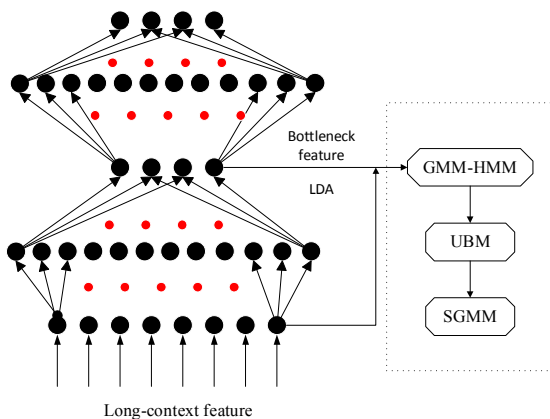 Bottleneck
feature
LDA
GMM-HMM
UBM
SGMM
Long-context feature